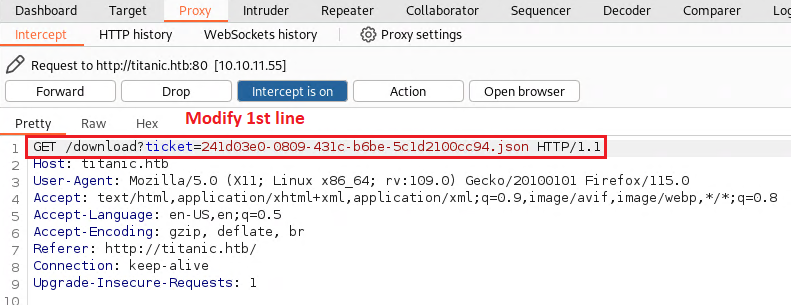 Dashboard Target Proxy Intruder Repeater Collaborator Sequencer Decoder Comparer Log
Intercept HTTP history WebSockets history Proxy settings
Request to http://titanic.htb:80 [10.10.11.55]
Forward Drop Intercept is on Action Open browser
Modify 1st line
Pretty Raw Hex
1 GET /download?ticket=241d03e0-0809-431c-b6be-5c1d2100cc94.json HTTP/1.1
2 Host: titanic.htb
3 User-Agent: Mozilla/5.0 (X11; Linux x86_64; rv:109.0) Gecko/20100101 Firefox/115.0
4 Accept: text/html,application/xhtml+xml,application/xml;q=0.9,image/avif,image/webp,*/*;q=0.8
5 Accept-Language: en-US,en;q=0.5
6 Accept-Encoding: gzip, deflate, br
7 Referer: http://titanic.htb/
8 Connection: keep-alive
9 Upgrade-Insecure-Requests: 1